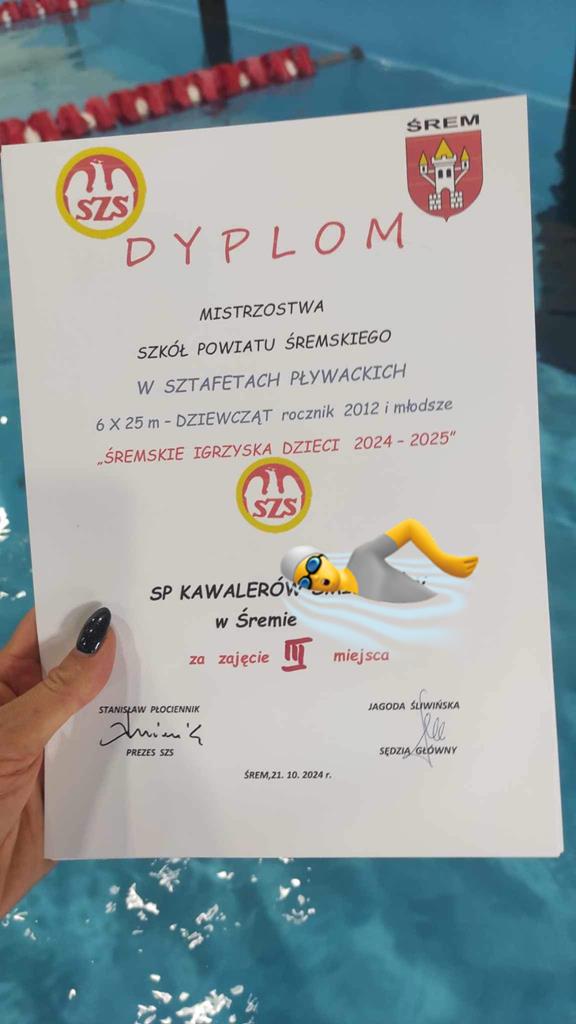 SZS
ŚREM
DYPLOM
MISTRZOSTWA
SZKÓŁ POWIATU ŚREMSKIEGO
W SZTAFETACH PŁYWACKICH
6 X 25 m – DZIEWCZĄT rocznik 2012 i młodsze
„ŚREMSKIE IGRZYSKA DZIECI 2024 – 2025”
SZS
SP KAWALERÓW
w Śremie
za zajęcie III miejsca
STANISŁAW PŁOCIENNIK
PREZES SZS
JAGODA ŚLIWIŃSKA
SĘDZIA GŁÓWNY
ŚREM,21. 10. 2024 r.